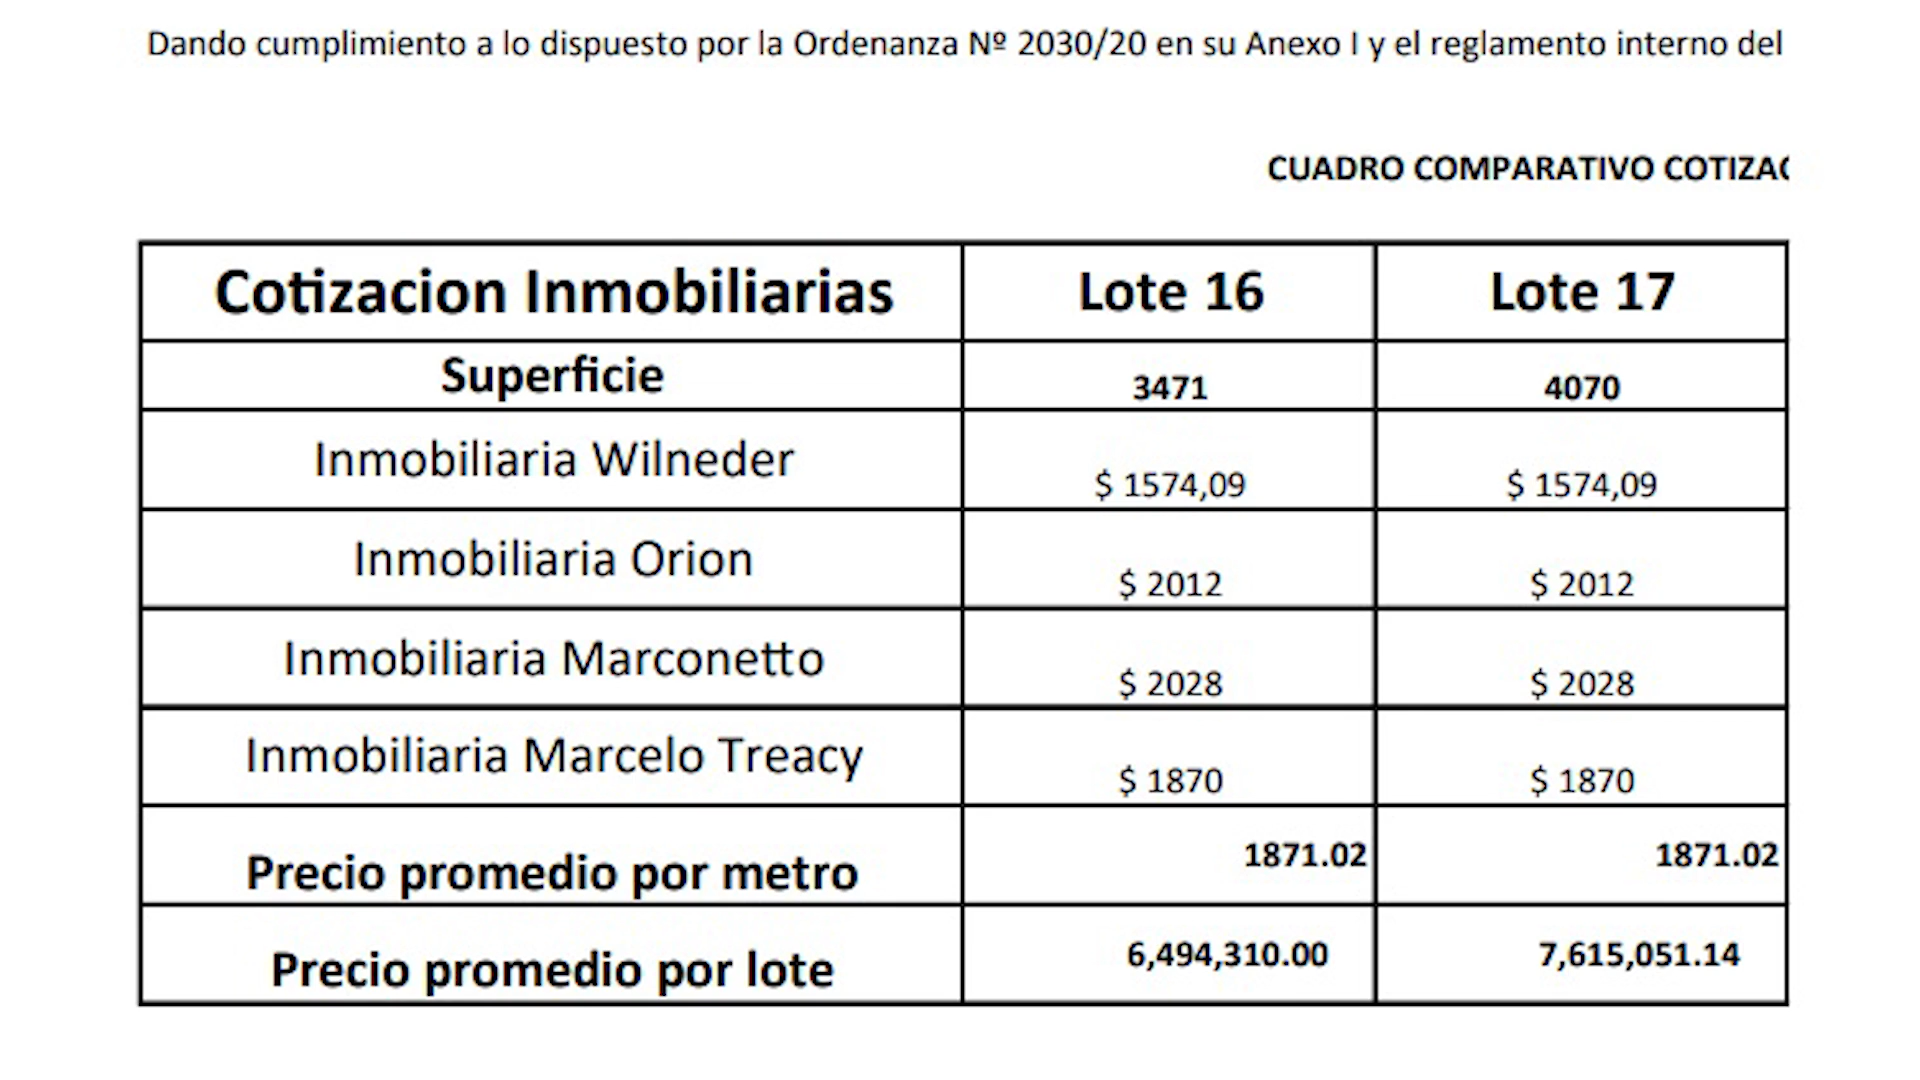 Dando cumplimiento a lo dispuesto por la Ordenanza Nº 2030/20 en su Anexo I y el reglamento interno del
CUADRO COMPARATIVO COTIZAC
Cotizacion Inmobiliarias Lote 16 Lote 17
Superficie 3471 4070
Inmobiliaria Wilneder $ 1574,09 $ 1574,09
Inmobiliaria Orion $ 2012 $ 2012
Inmobiliaria Marconetto $ 2028 $ 2028
Inmobiliaria Marcelo Treacy $ 1870 $ 1870
Precio promedio por metro 1871.02 1871.02
Precio promedio por lote 6,494,310.00 7,615,051.14